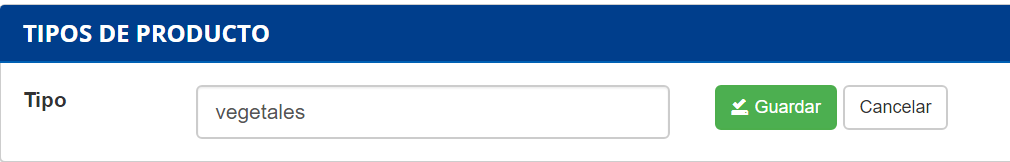 TIPOS DE PRODUCTO
Tipo vegetales Guardar Cancelar